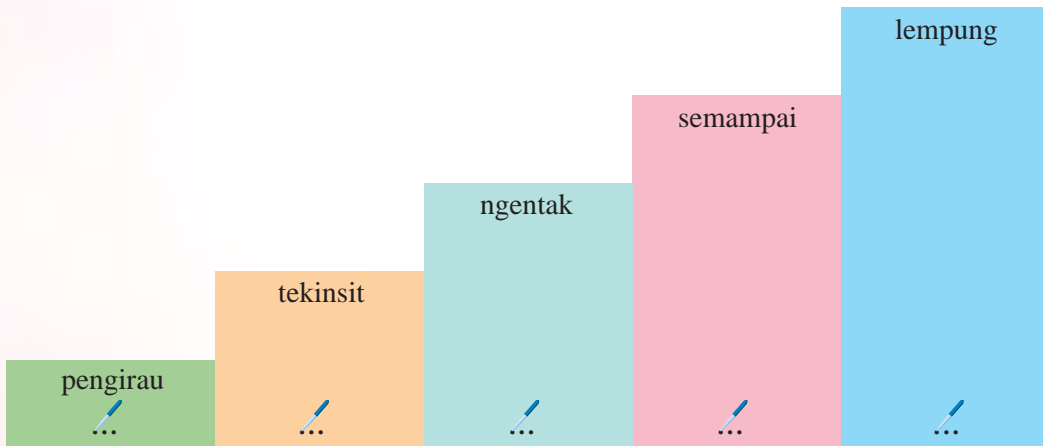 pengirau
...
tekinsit
...
ngentak
...
semampai
...
lempung
...